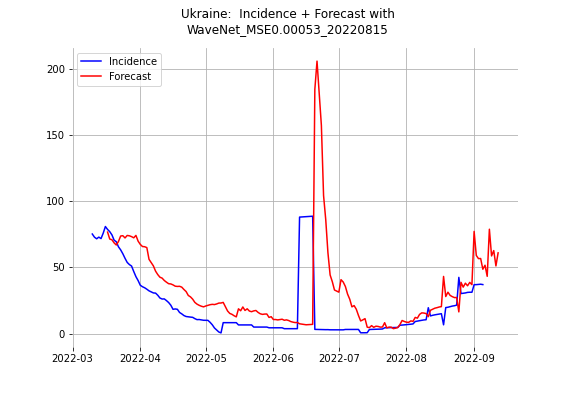 Ukraine:  Incidence + Forecast with
WaveNet_MSE0.00053_20220815
Incidence
Forecast
200
150
100
50
0
2022-03 2022-04 2022-05 2022-06 2022-07 2022-08 2022-09